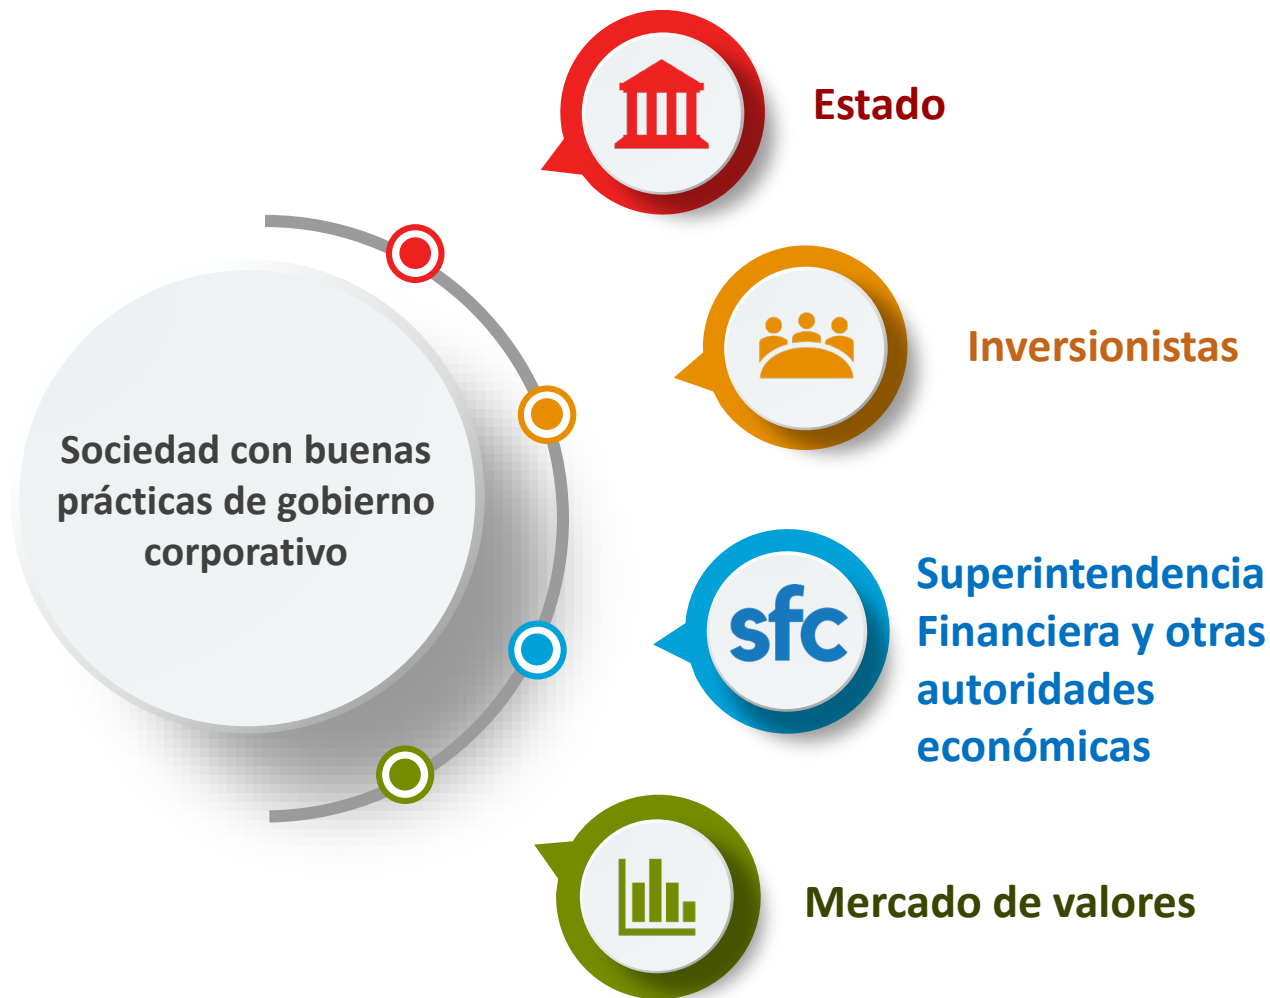 Estado
Inversionistas
Sociedad con buenas
prácticas de gobierno
corporativo
sfc
Superintendencia
Financiera y otras
autoridades
económicas
Mercado de valores